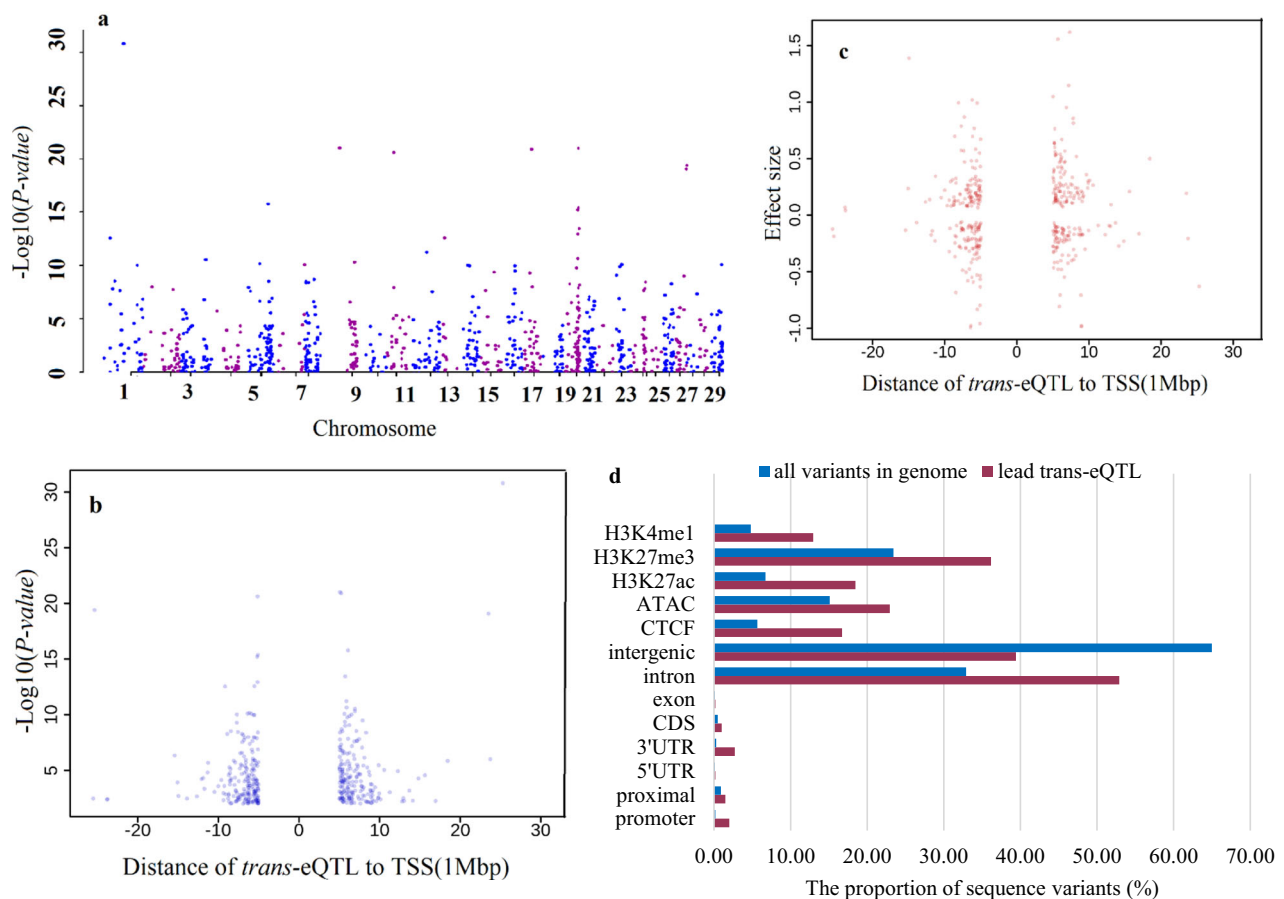 a
-Log10(P-value)
30
25
20
15
10
5
0
1 3 5 7 9 11 13 15 17 19 21 23 25 27 29
Chromosome
c
Effect size
1.5
1.0
0.5
0.0
-0.5
-1.0
-20 -10 0 10 20 30
Distance of trans-eQTL to TSS(1Mbp)
b
-Log10(P-value)
30
25
20
15
10
5
-20 -10 0 10 20 30
Distance of trans-eQTL to TSS(1Mbp)
d
all variants in genome lead trans-eQTL
H3K4me1
H3K27me3
H3K27ac
ATAC
CTCF
intergenic
intron
exon
CDS
3'UTR
5'UTR
proximal
promoter
0.00 10.00 20.00 30.00 40.00 50.00 60.00 70.00
The proportion of sequence variants (%)